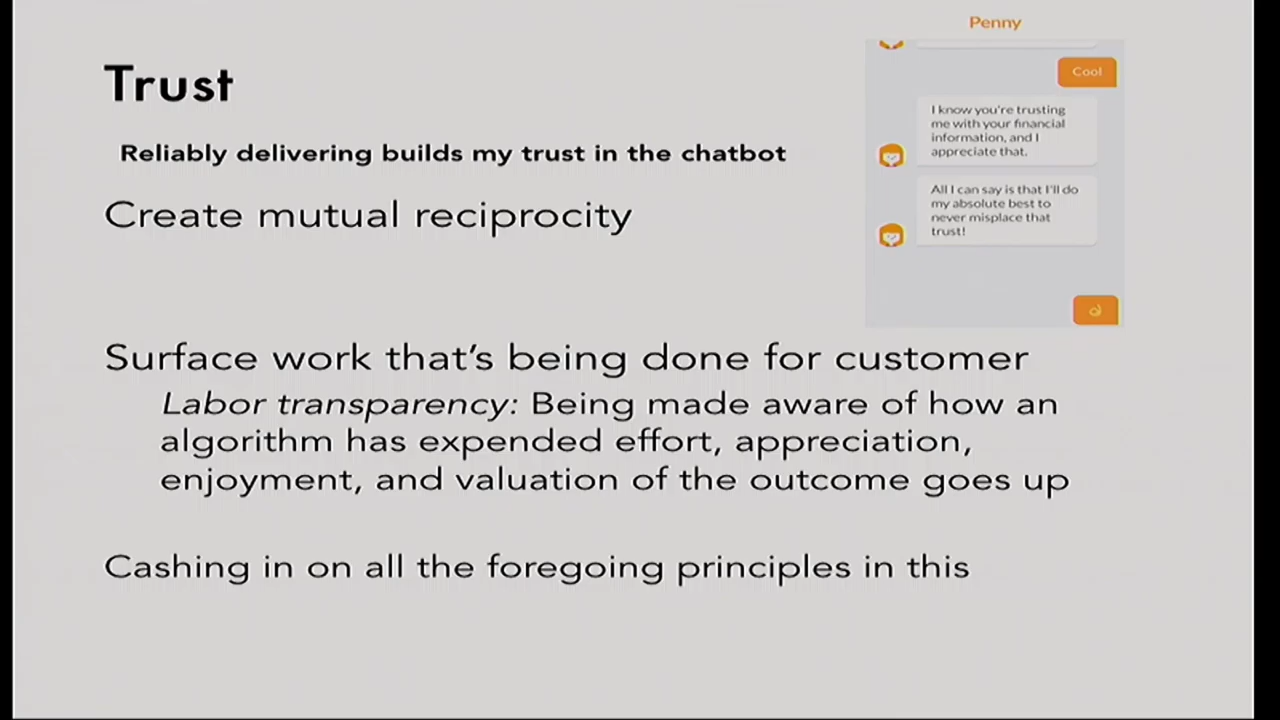 Penny
Trust
Cool
I know you're trusting
me with your financial
information, and I
appreciate that.
Reliably delivering builds my trust in the chatbot
All I can say is that I'll do
my absolute best to
never misplace that
trust!
Create mutual reciprocity
Surface work that's being done for customer
Labor transparency: Being made aware of how an
algorithm has expended effort, appreciation,
enjoyment, and valuation of the outcome goes up
Cashing in on all the foregoing principles in this